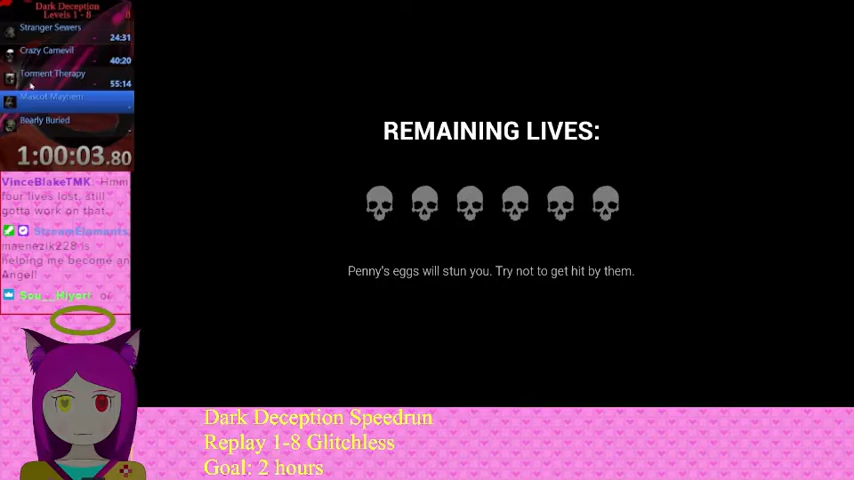 Dark Deception
Levels 1 - 8
8
Stranger Sewers
24:31
Crazy Carnevil
40:20
Torment Therapy
55:14
Mascot Mayhem
Bearly Buried
1:00:03.80
VinceBlakeTMK: Hmm
four lives lost, still
gotta work on that.
StreamElements
maenezik228 is
helping me become an
Angel!
REMAINING LIVES:
Penny's eggs will stun you. Try not to get hit by them.
Dark Deception Speedrun
Replay 1-8 Glitchless
Goal: 2 hours